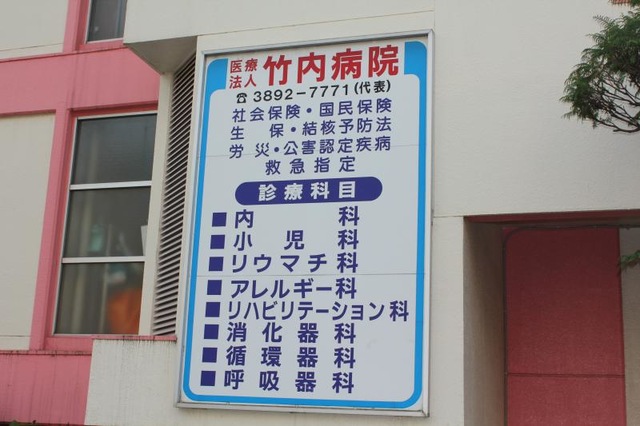 医療法人 竹内病院
☎3892-7771(代表)
社会保険・国民保険
生保・結核予防法
労災・公害認定疾病
救急指定
診療科目
■内科
■小児科
■リウマチ科
■アレルギー科
■リハビリテーション科
■消化器科
■循環器科
■呼吸器科